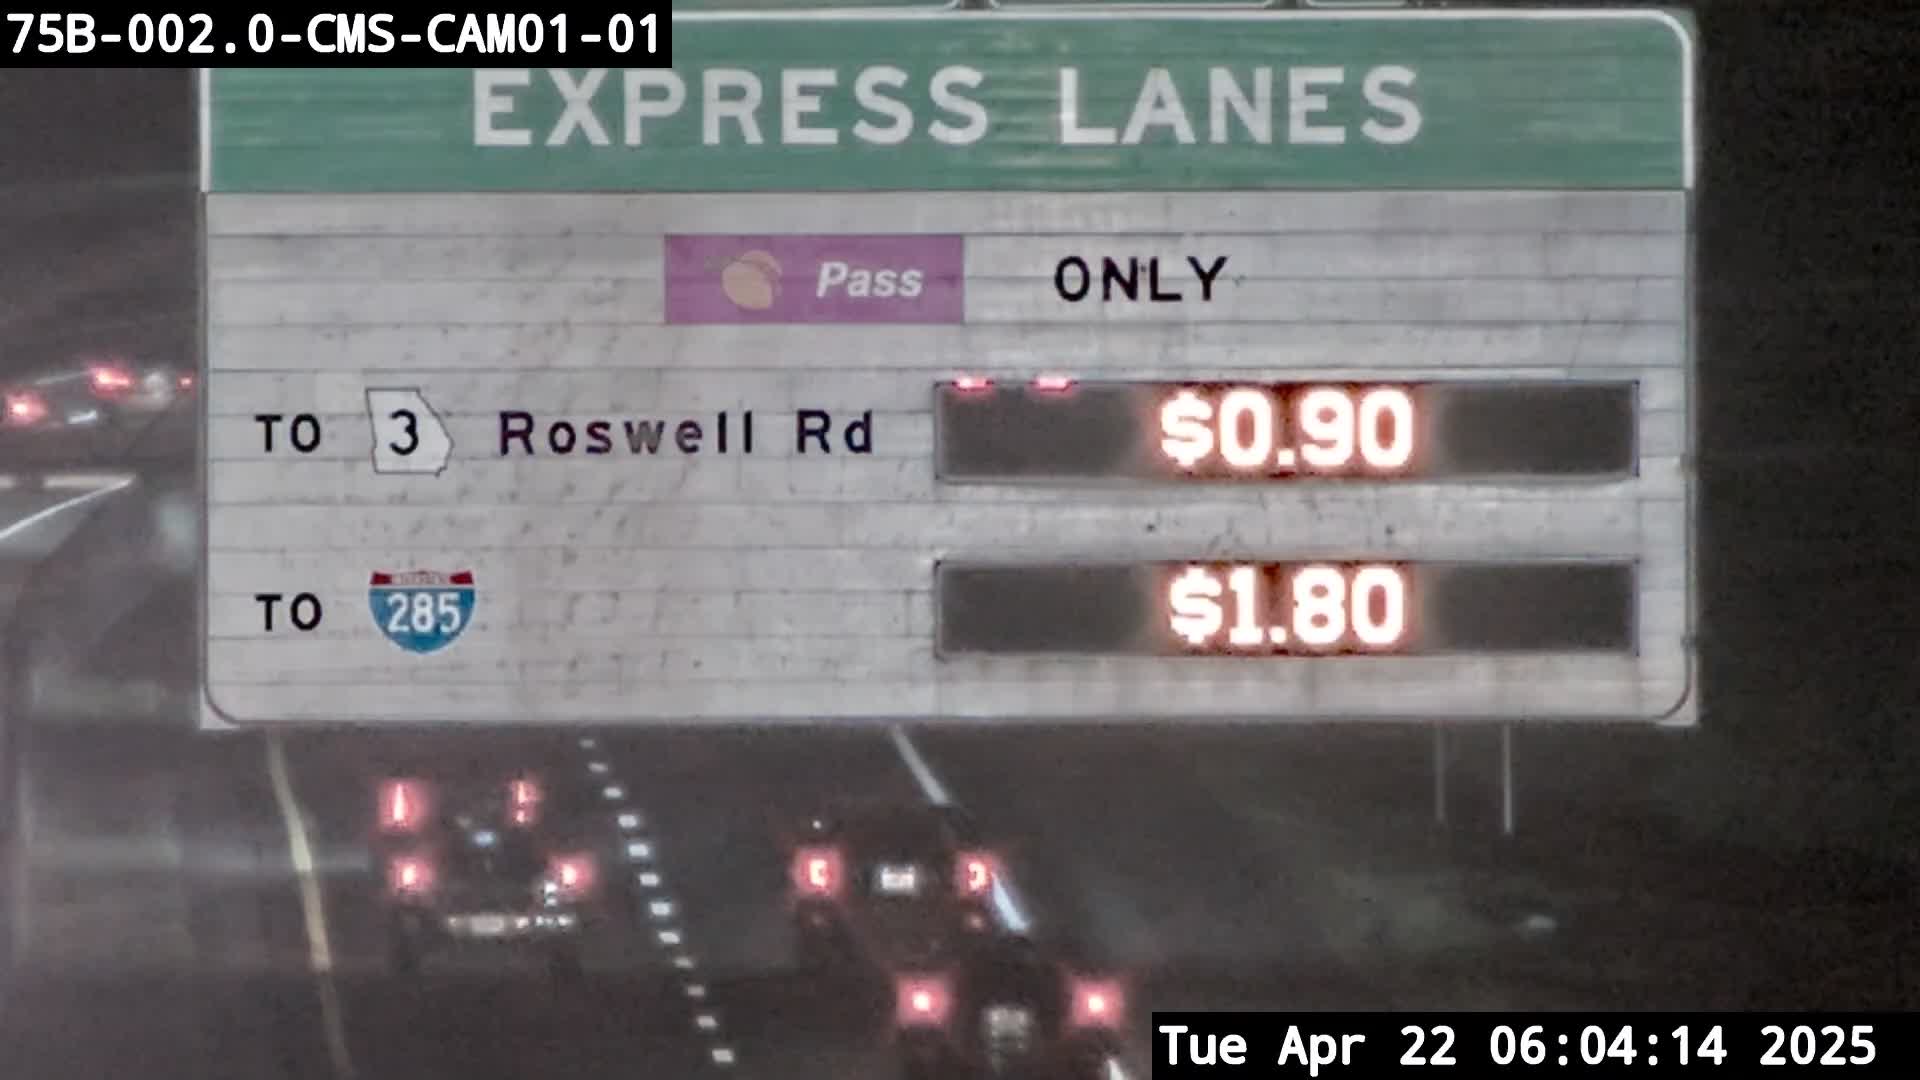 75B-002.0-CMS-CAM01-01
EXPRESS LANES
Pass ONLY
TO 3 Roswell Rd $0.90
TO 285 $1.80
Tue Apr 22 06:04:14 2025